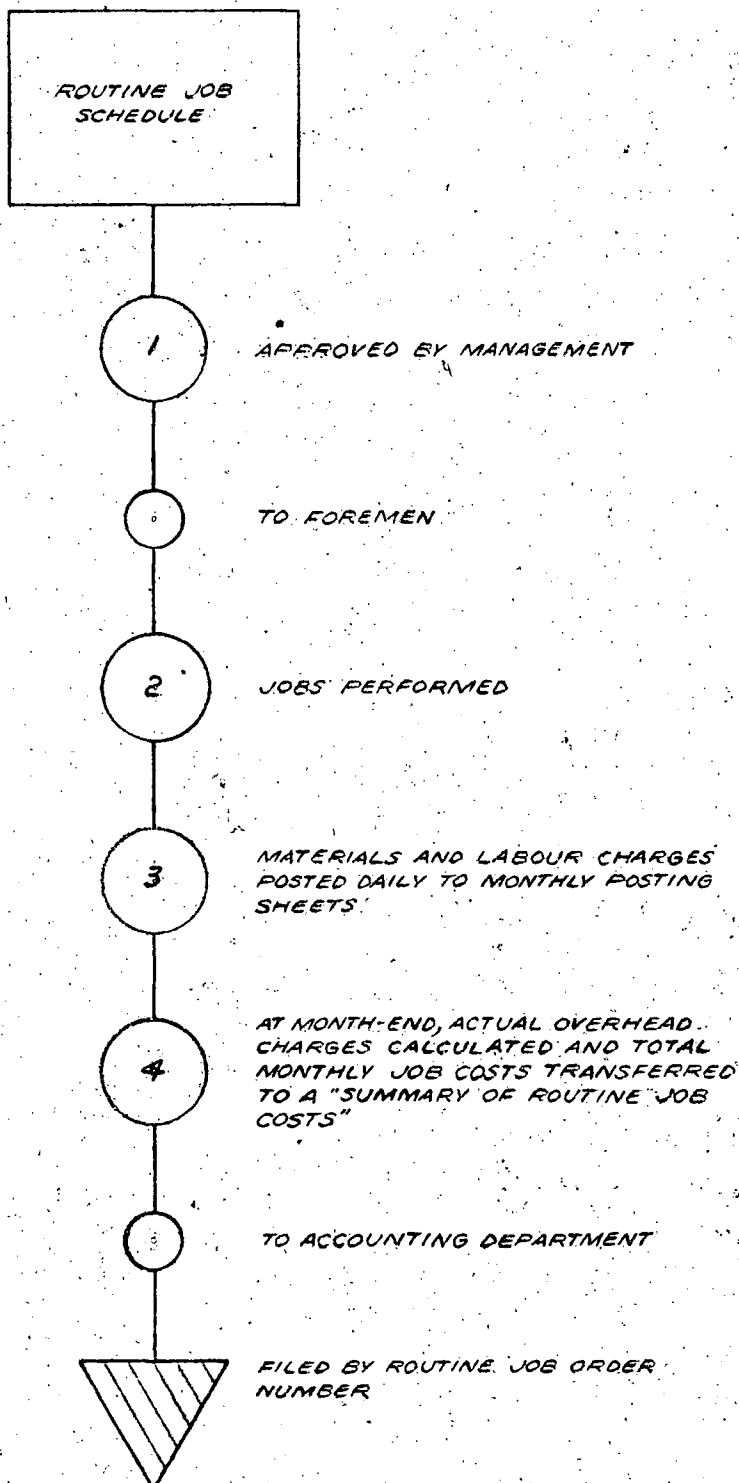 ROUTINE JOB
SCHEDULE
1
APPROVED BY MANAGEMENT
TO FOREMEN
2
JOBS PERFORMED
3
MATERIALS AND LABOUR CHARGES
POSTED DAILY TO MONTHLY POSTING
SHEETS.
4
AT MONTH-END, ACTUAL OVERHEAD
CHARGES CALCULATED AND TOTAL
MONTHLY JOB COSTS TRANSFERRED
TO A "SUMMARY OF ROUTINE JOB
COSTS"
TO ACCOUNTING DEPARTMENT
FILED BY ROUTINE JOB ORDER
NUMBER